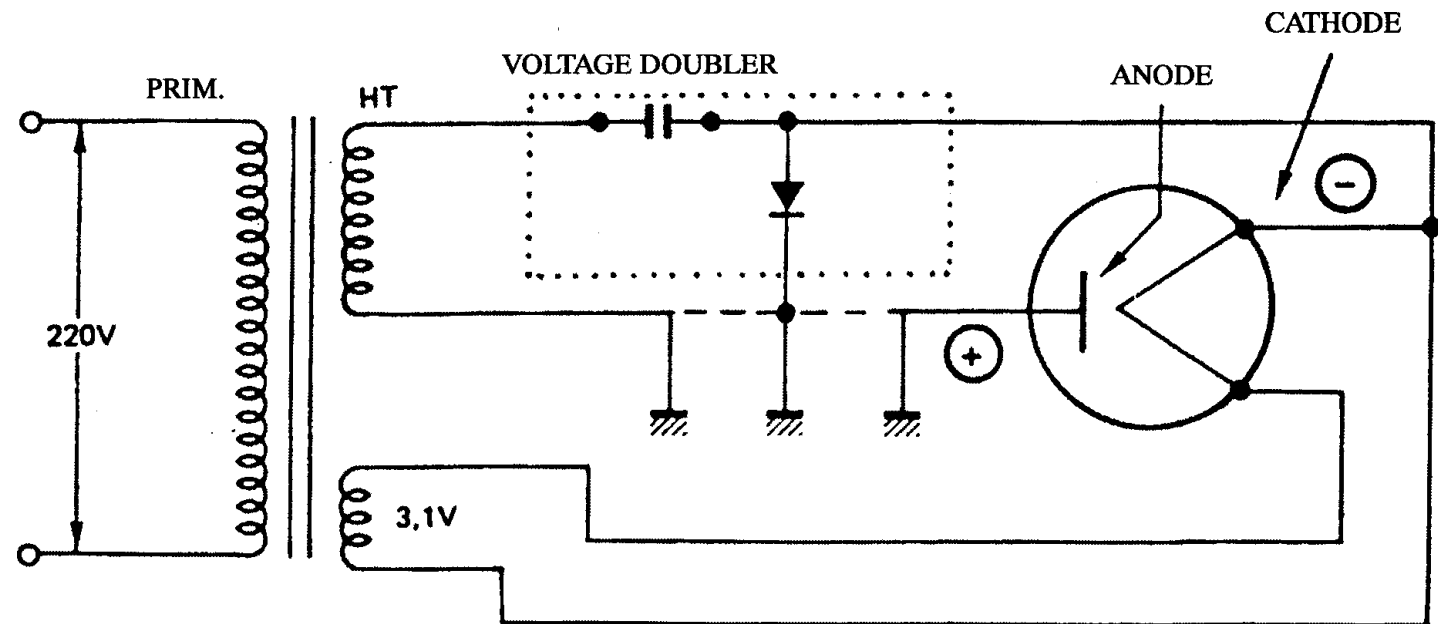 CATHODE
VOLTAGE DOUBLER
ANODE
PRIM.
HT
−
220V
+
3,1V